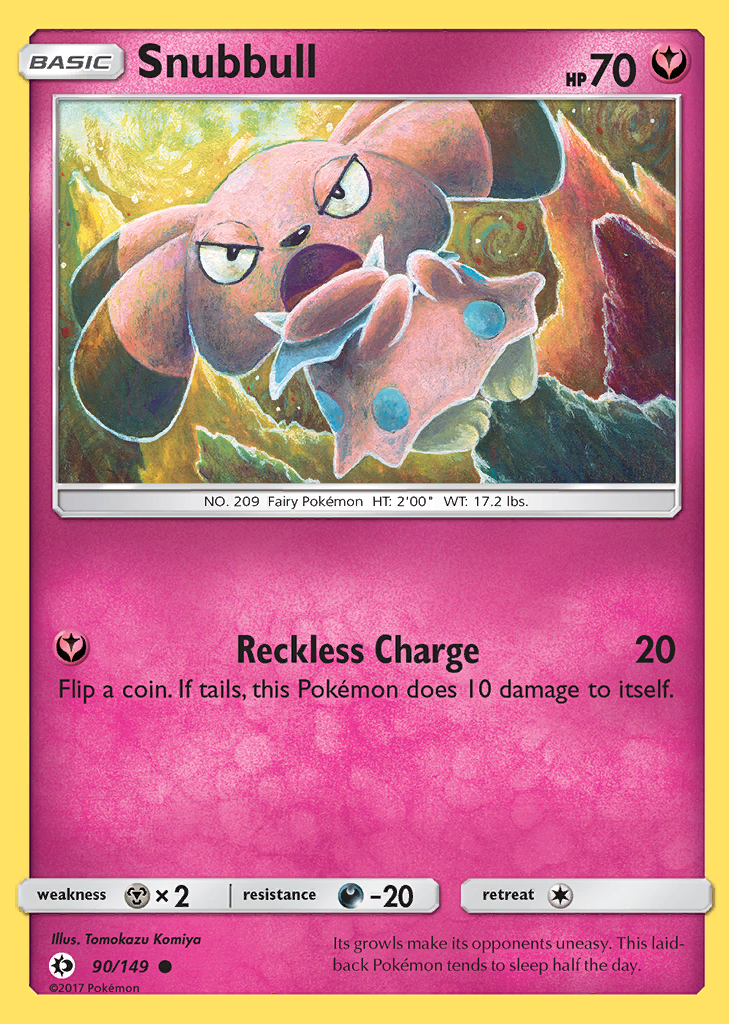 BASIC Snubbull HP 70
NO. 209 Fairy Pokémon HT: 2'00" WT: 17.2 lbs.
Reckless Charge 20
Flip a coin. If tails, this Pokémon does 10 damage to itself.
weakness × 2 resistance -20 retreat
Illus. Tomokazu Komiya
90/149
©2017 Pokémon
Its growls make its opponents uneasy. This laid-
back Pokémon tends to sleep half the day.